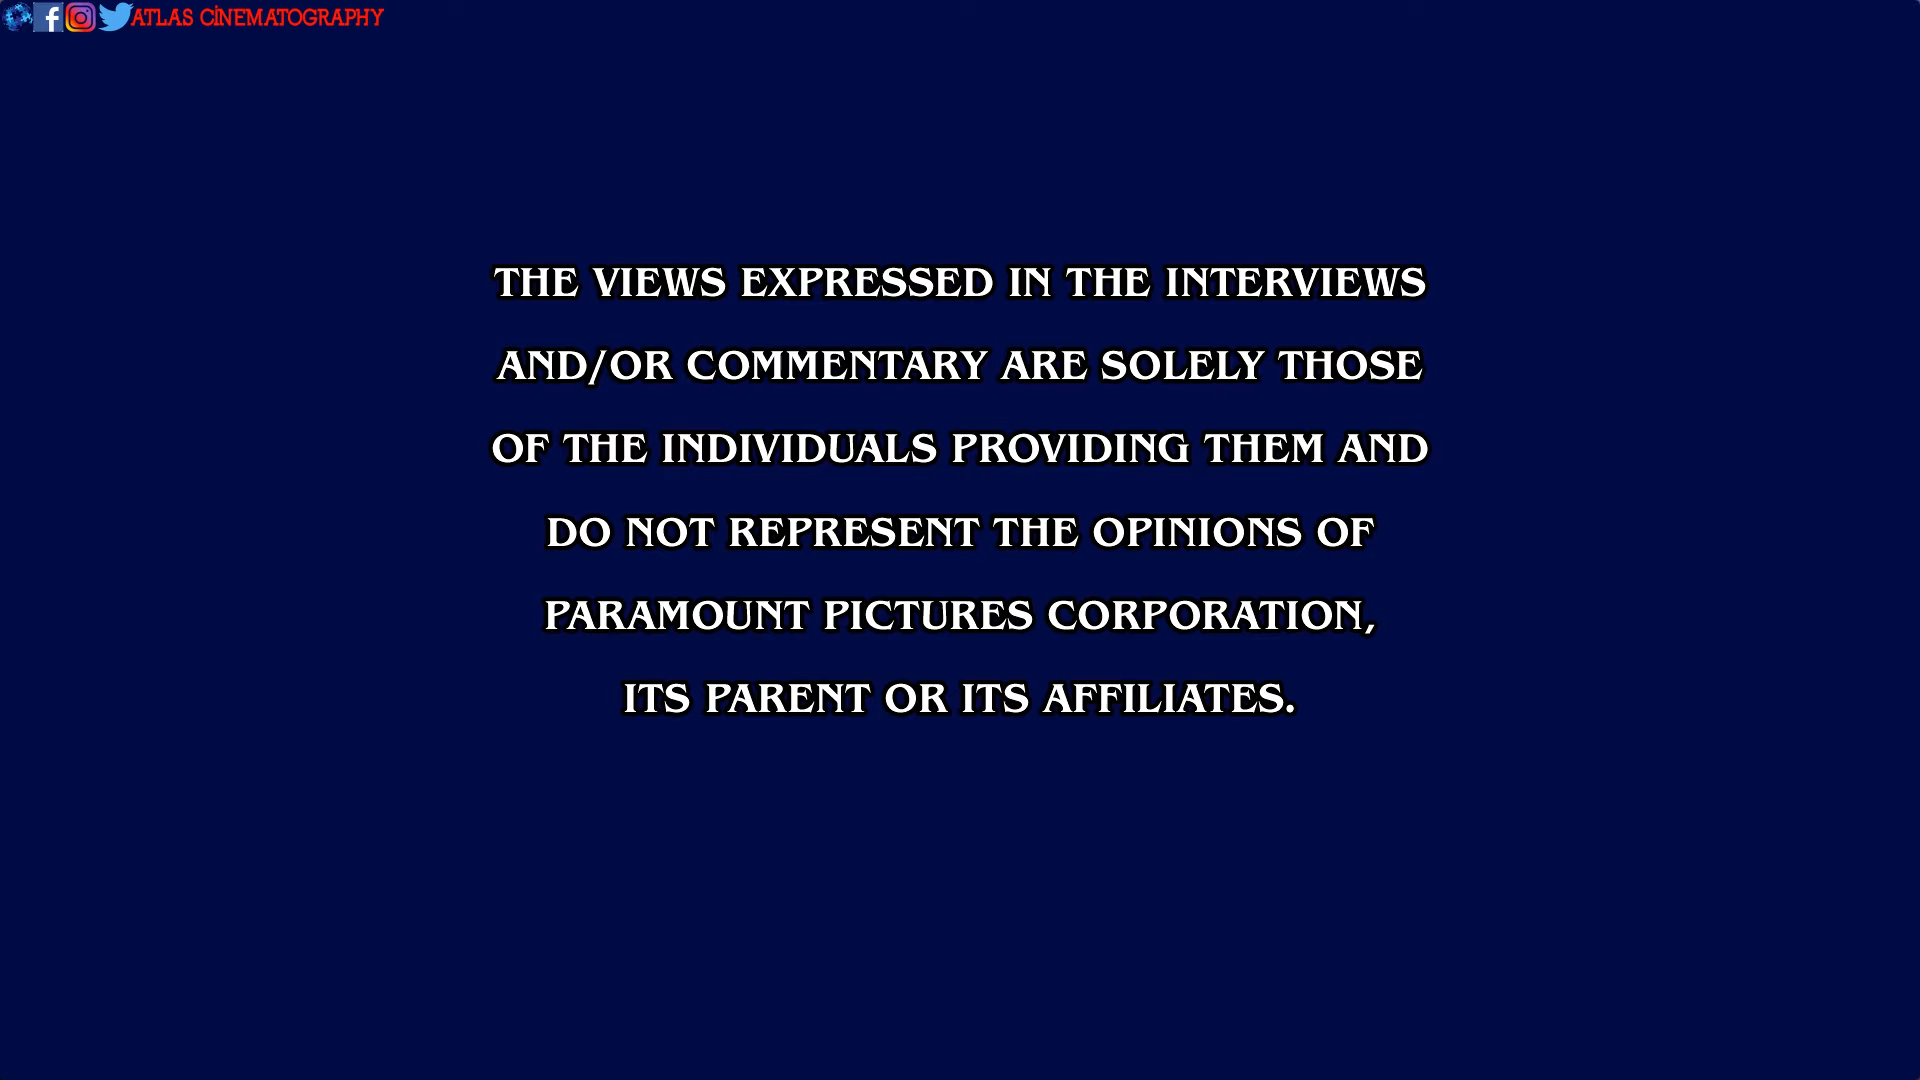 ATLAS CİNEMATOGRAPHY
THE VIEWS EXPRESSED IN THE INTERVIEWS
AND/OR COMMENTARY ARE SOLELY THOSE
OF THE INDIVIDUALS PROVIDING THEM AND
DO NOT REPRESENT THE OPINIONS OF
PARAMOUNT PICTURES CORPORATION,
ITS PARENT OR ITS AFFILIATES.